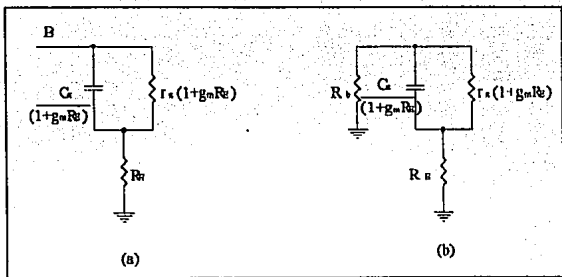 B
Cπ
(1+gmRE)
rπ(1+gmRE)
RE
(a)
Rb
Cπ
(1+gmRE)
rπ(1+gmRE)
RE
(b)